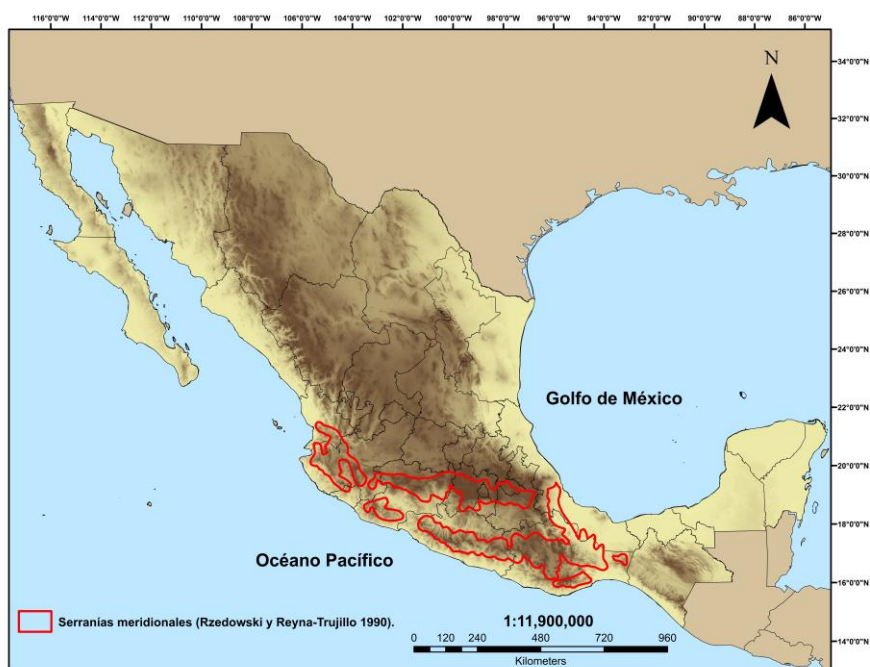 116°0'0"W 114°0'0"W 112°0'0"W 110°0'0"W 108°0'0"W 106°0'0"W 104°0'0"W 102°0'0"W 100°0'0"W 98°0'0"W 96°0'0"W 94°0'0"W 92°0'0"W 90°0'0"W 88°0'0"W 86°0'0"W
N
34°0'0"N
32°0'0"N
30°0'0"N
28°0'0"N
26°0'0"N
24°0'0"N
Golfo de México
22°0'0"N
20°0'0"N
18°0'0"N
Océano Pacífico
16°0'0"N
Serranías meridionales (Rzedowski y Reyna-Trujillo 1990).
1:11,900,000
14°0'0"N
0 120 240 480 720 960
Kilometers